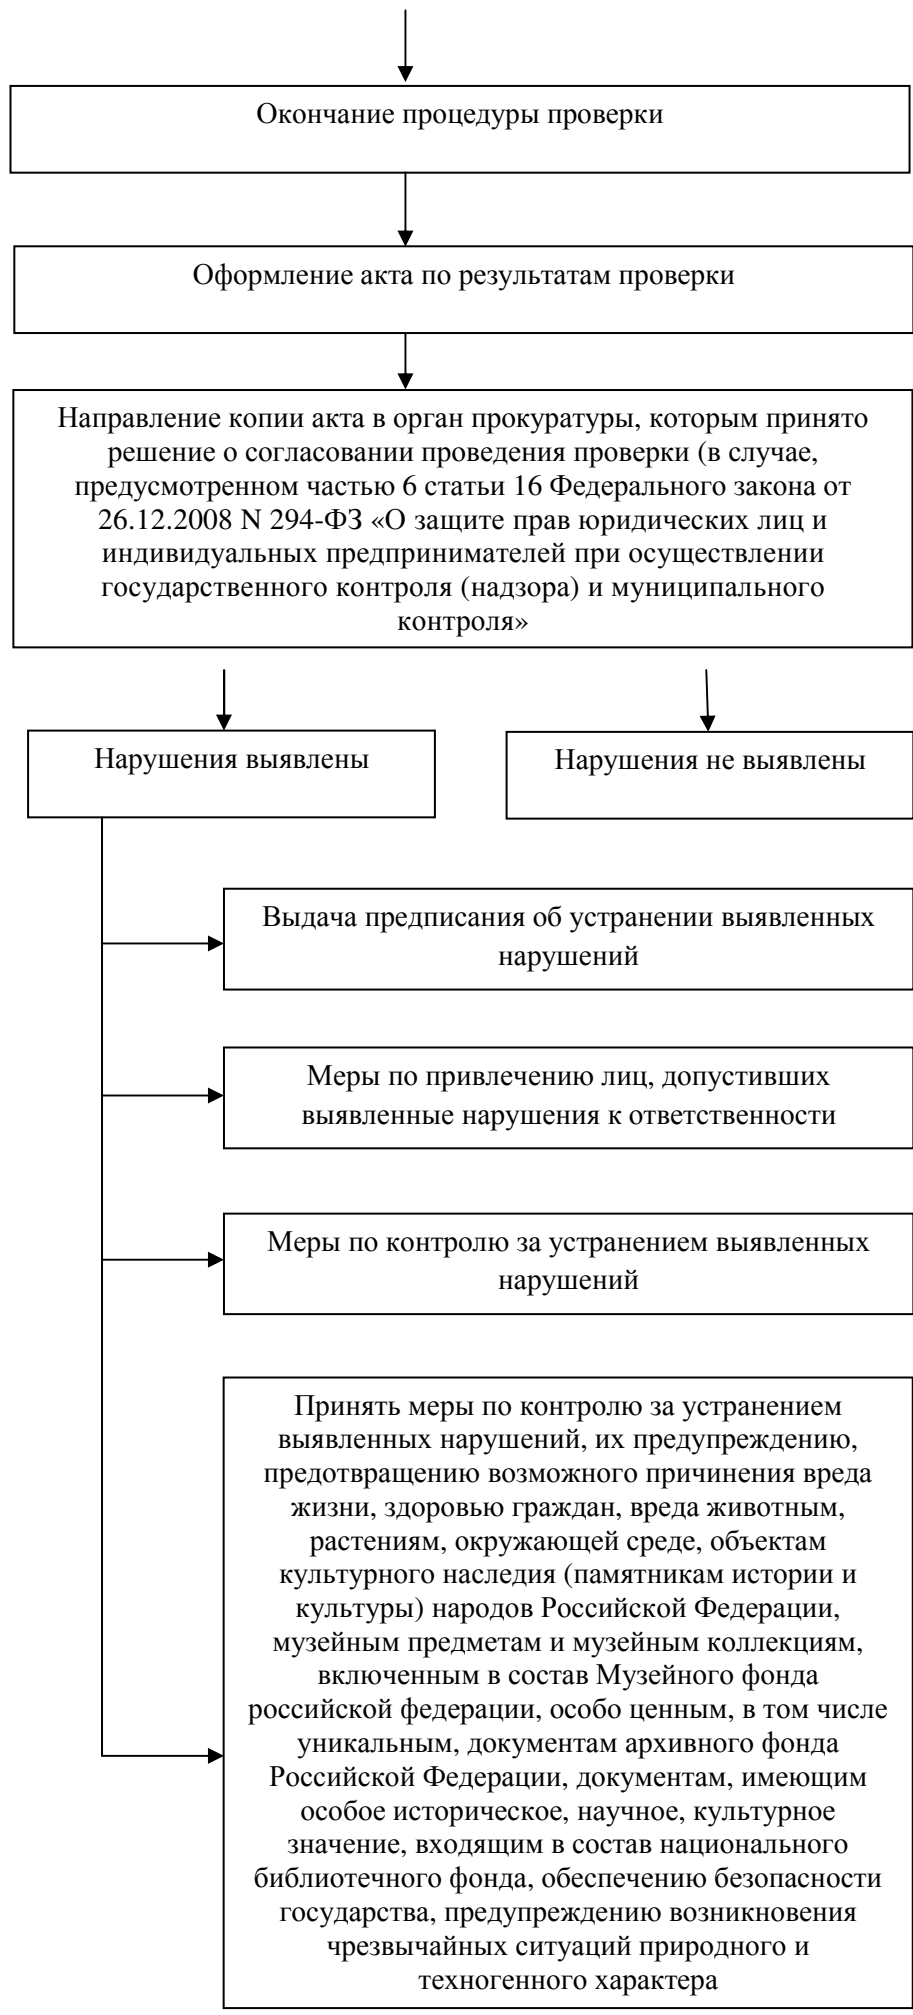 Окончание процедуры проверки
Оформление акта по результатам проверки
Направление копии акта в орган прокуратуры, которым принято
решение о согласовании проведения проверки (в случае,
предусмотренном частью 6 статьи 16 Федерального закона от
26.12.2008 N 294-ФЗ «О защите прав юридических лиц и
индивидуальных предпринимателей при осуществлении
государственного контроля (надзора) и муниципального
контроля»
Нарушения выявлены
Нарушения не выявлены
Выдача предписания об устранении выявленных
нарушений
Меры по привлечению лиц, допустивших
выявленные нарушения к ответственности
Меры по контролю за устранением выявленных
нарушений
Принять меры по контролю за устранением
выявленных нарушений, их предупреждению,
предотвращению возможного причинения вреда
жизни, здоровью граждан, вреда животным,
растениям, окружающей среде, объектам
культурного наследия (памятникам истории и
культуры) народов Российской Федерации,
музейным предметам и музейным коллекциям,
включенным в состав Музейного фонда
российской федерации, особо ценным, в том числе
уникальным, документам архивного фонда
Российской Федерации, документам, имеющим
особое историческое, научное, культурное
значение, входящим в состав национального
библиотечного фонда, обеспечению безопасности
государства, предупреждению возникновения
чрезвычайных ситуаций природного и
техногенного характера